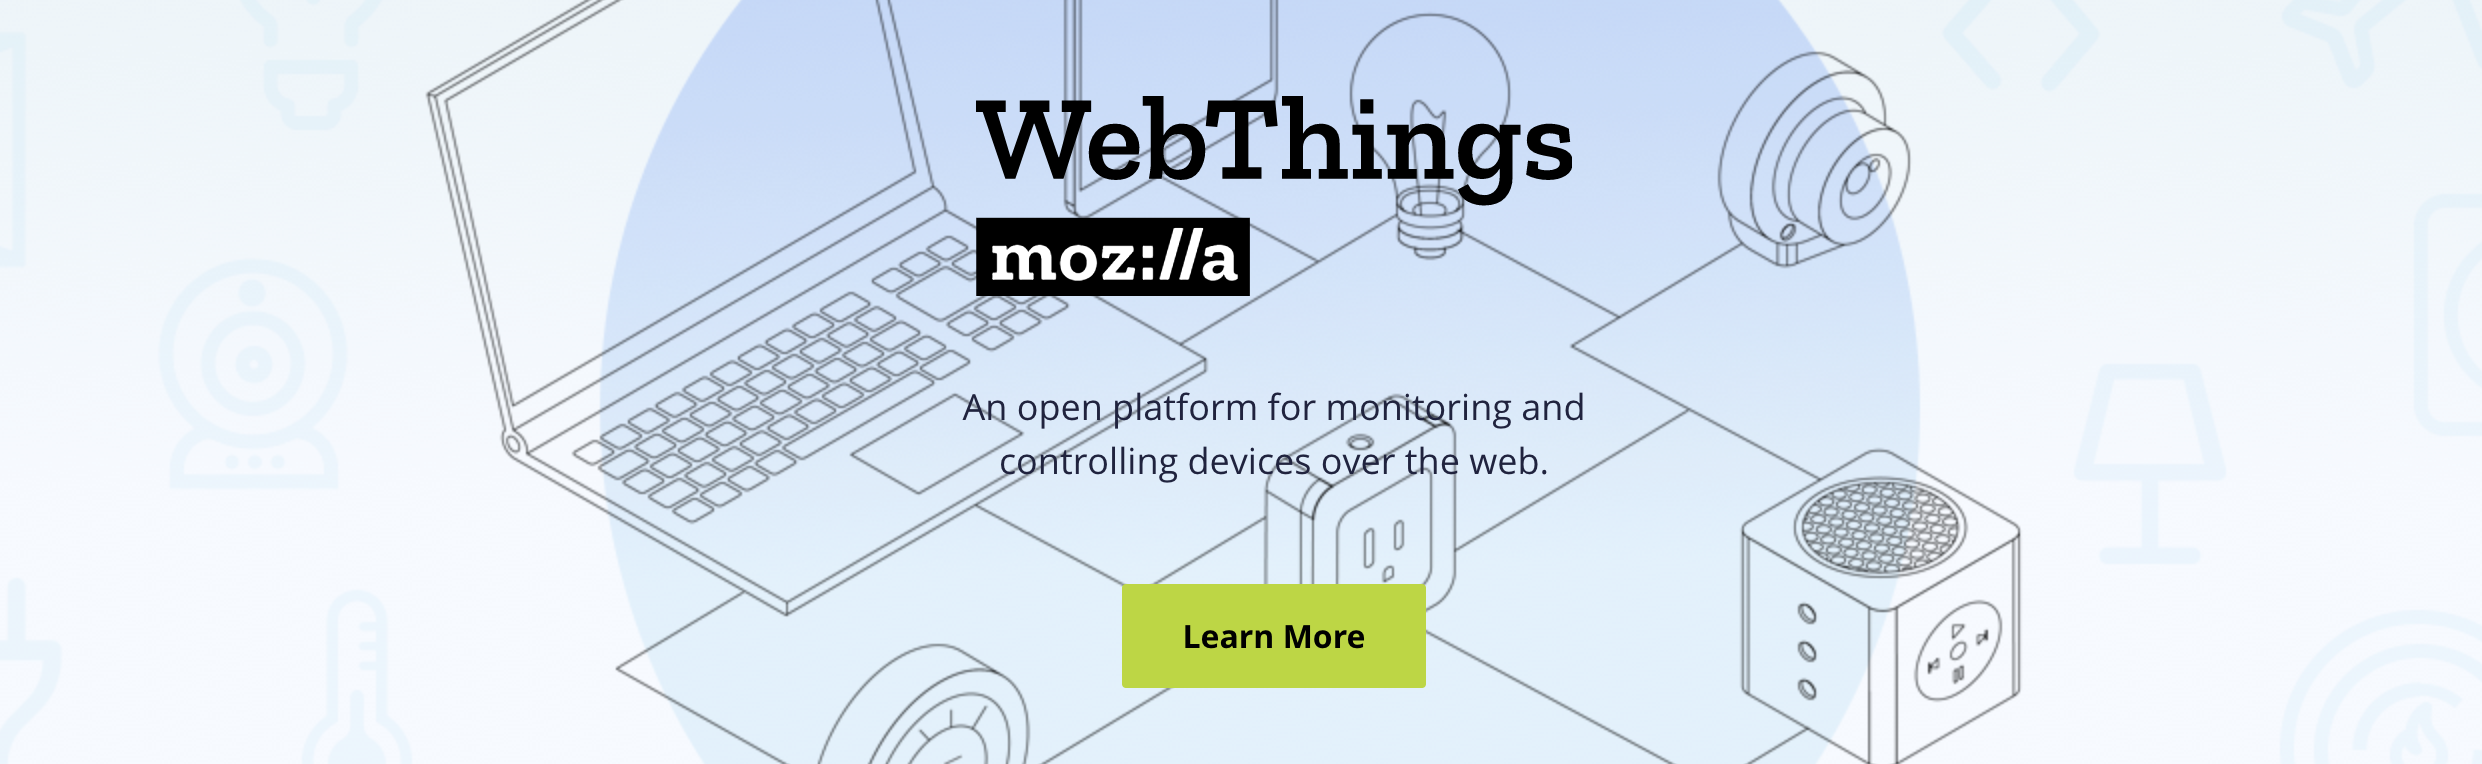 WebThings
moz://a
An open platform for monitoring and
controlling devices over the web.
Learn More